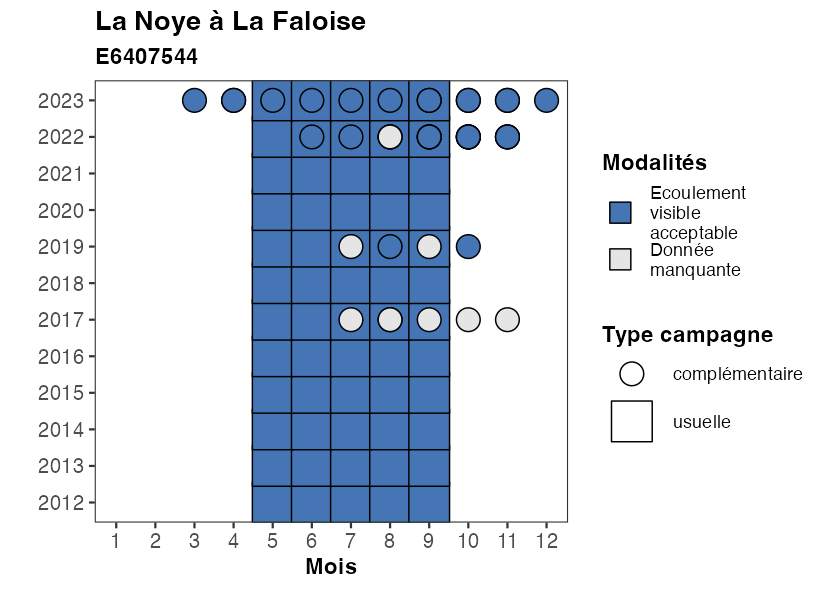 La Noye à La Faloise
E6407544
2023
2022
2021
2020
2019
2018
2017
2016
2015
2014
2013
2012
1 2 3 4 5 6 7 8 9 10 11 12
Mois
Modalités
Ecoulement
visible
acceptable
Donnée
manquante
Type campagne
complémentaire
usuelle